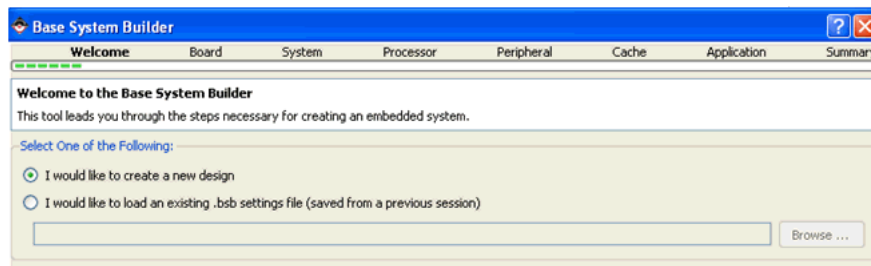 Base System Builder
Welcome Board System Processor Peripheral Cache Application Summar
Welcome to the Base System Builder
This tool leads you through the steps necessary for creating an embedded system.
Select One of the Following:
I would like to create a new design
I would like to load an existing .bsb settings file (saved from a previous session)
Browse ...